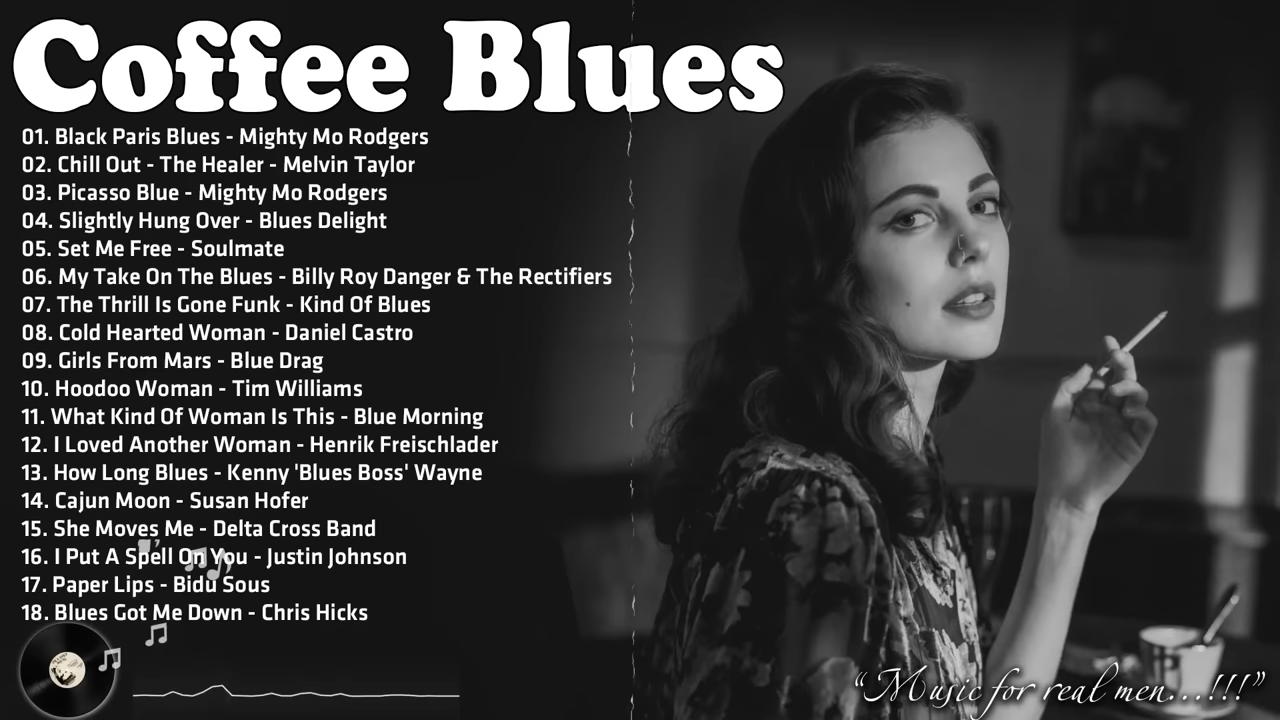 Coffee Blues
01. Black Paris Blues - Mighty Mo Rodgers
02. Chill Out - The Healer - Melvin Taylor
03. Picasso Blue - Mighty Mo Rodgers
04. Slightly Hung Over - Blues Delight
05. Set Me Free - Soulmate
06. My Take On The Blues - Billy Roy Danger & The Rectifiers
07. The Thrill Is Gone Funk - Kind Of Blues
08. Cold Hearted Woman - Daniel Castro
09. Girls From Mars - Blue Drag
10. Hoodoo Woman - Tim Williams
11. What Kind Of Woman Is This - Blue Morning
12. I Loved Another Woman - Henrik Freischlader
13. How Long Blues - Kenny 'Blues Boss' Wayne
14. Cajun Moon - Susan Hofer
15. She Moves Me - Delta Cross Band
16. I Put A Spell On You - Justin Johnson
17. Paper Lips - Bidu Sous
18. Blues Got Me Down - Chris Hicks
“Music for real men...!!!”